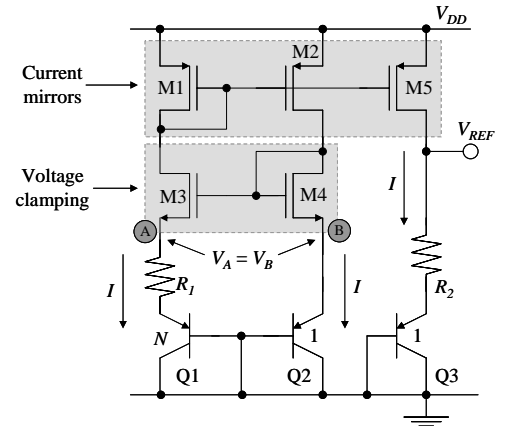 V_DD
M2
Current
mirrors
M1
M5
V_REF
Voltage
clamping
M3
M4
I
A
B
V_A = V_B
I
R_1
I
R_2
N
1
1
Q1
Q2
Q3